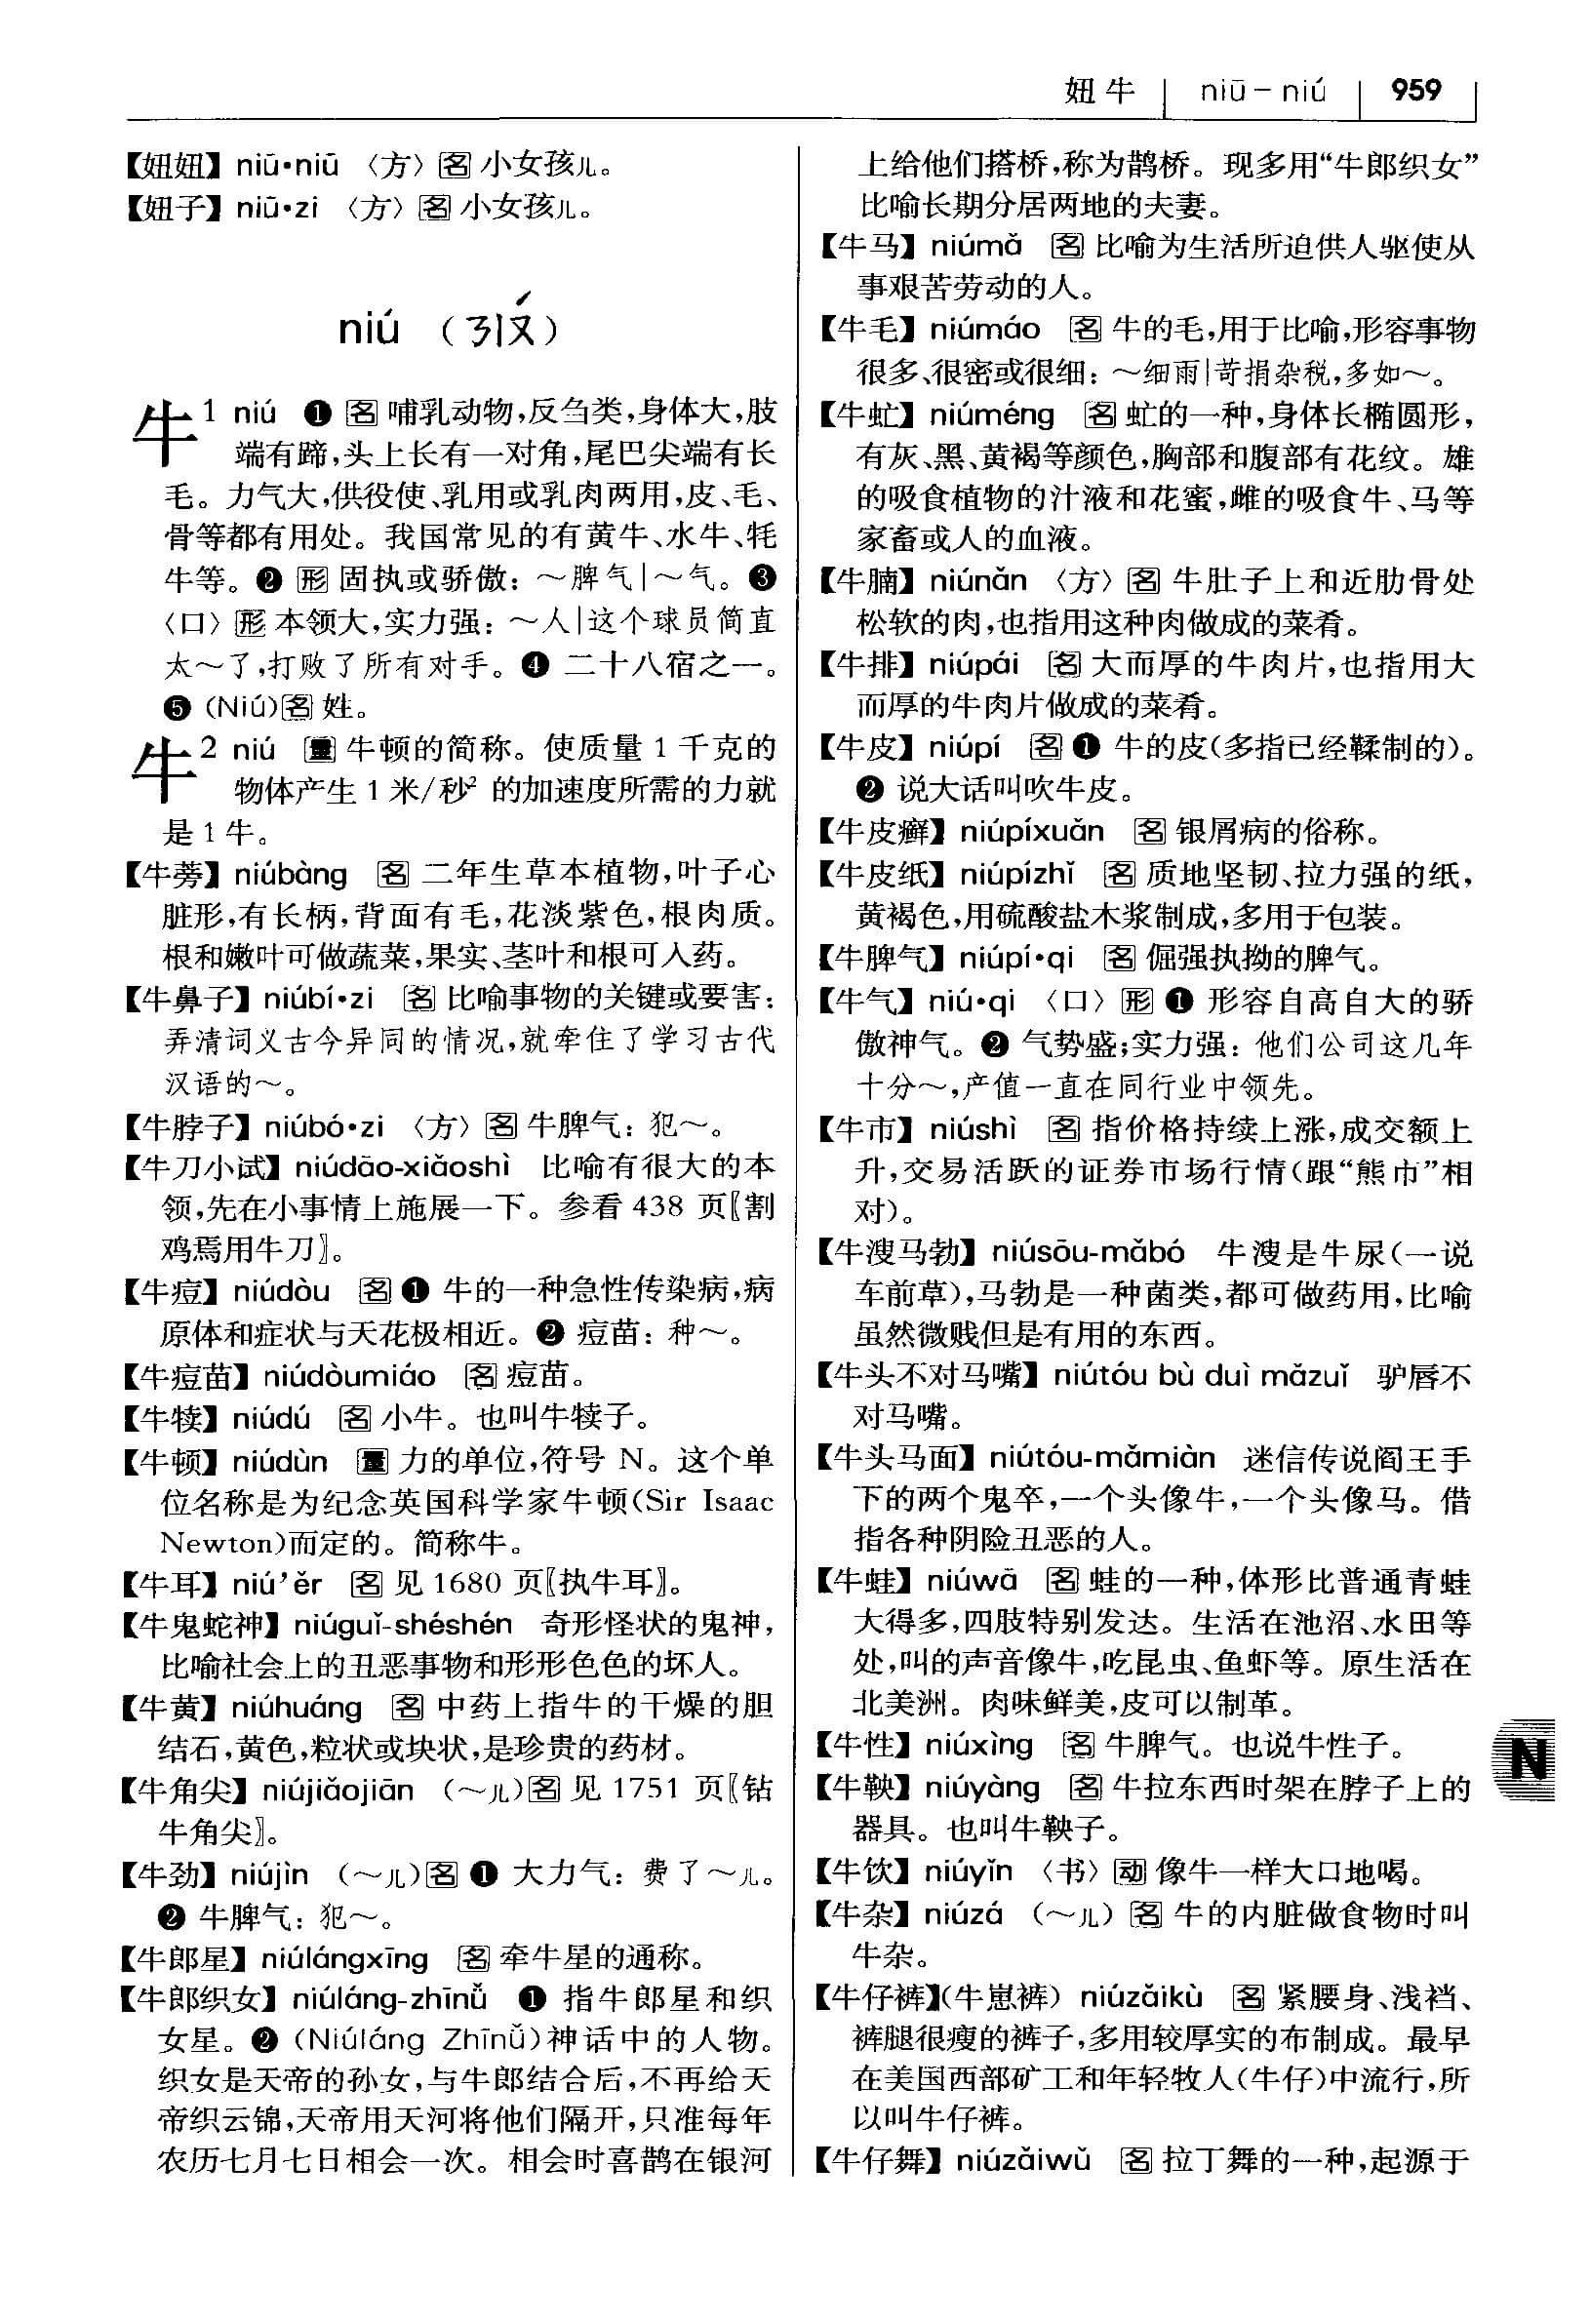 妞牛 niū－niú 959
【妞妞】niū•niū 〈方〉名 小女孩儿。
【妞子】niū•zi 〈方〉名 小女孩儿。
niú (ㄋㄧㄡˊ)
牛1 niú ❶ 名 哺乳动物,反刍类,身体大,肢
端有蹄,头上长有一对角,尾巴尖端有长
毛。力气大,供役使、乳用或乳肉两用,皮、毛、
骨等都有用处。我国常见的有黄牛、水牛、牦
牛等。❷ 形 固执或骄傲：～脾气|～气。❸
〈口〉形 本领大,实力强：～人|这个球员简直
太～了,打败了所有对手。❹ 二十八宿之一。
❺ (Niú)名 姓。
牛2 niú 量 牛顿的简称。使质量 1 千克的
物体产生 1 米/秒² 的加速度所需的力就
是 1 牛。
【牛蒡】niúbàng 名 二年生草本植物,叶子心
脏形,有长柄,背面有毛,花淡紫色,根肉质。
根和嫩叶可做蔬菜,果实、茎叶和根可入药。
【牛鼻子】niúbí•zi 名 比喻事物的关键或要害：
弄清词义古今异同的情况,就牵住了学习古代
汉语的～。
【牛脖子】niúbó•zi 〈方〉名 牛脾气：犯～。
【牛刀小试】niúdāo-xiǎoshì 比喻有很大的本
领,先在小事情上施展一下。参看 438 页〖割
鸡焉用牛刀〗。
【牛痘】niúdòu 名 ❶ 牛的一种急性传染病,病
原体和症状与天花极相近。❷ 痘苗：种～。
【牛痘苗】niúdòumiáo 名 痘苗。
【牛犊】niúdú 名 小牛。也叫牛犊子。
【牛顿】niúdùn 量 力的单位,符号 N。这个单
位名称是为纪念英国科学家牛顿(Sir Isaac
Newton)而定的。简称牛。
【牛耳】niú’ěr 名 见 1680 页〖执牛耳〗。
【牛鬼蛇神】niúguǐ-shéshén 奇形怪状的鬼神,
比喻社会上的丑恶事物和形形色色的坏人。
【牛黄】niúhuáng 名 中药上指牛的干燥的胆
结石,黄色,粒状或块状,是珍贵的药材。
【牛角尖】niújiǎojiān (～儿)名 见 1751 页〖钻
牛角尖〗。
【牛劲】niújìn (～儿)名 ❶ 大力气：费了～儿。
❷ 牛脾气：犯～。
【牛郎星】niúlángxīng 名 牵牛星的通称。
【牛郎织女】niúláng-zhīnǚ ❶ 指牛郎星和织
女星。❷ (Niúláng Zhīnǚ)神话中的人物。
织女是天帝的孙女,与牛郎结合后,不再给天
帝织云锦,天帝用天河将他们隔开,只准每年
农历七月七日相会一次。相会时喜鹊在银河
上给他们搭桥,称为鹊桥。现多用“牛郎织女”
比喻长期分居两地的夫妻。
【牛马】niúmǎ 名 比喻为生活所迫供人驱使从
事艰苦劳动的人。
【牛毛】niúmáo 名 牛的毛,用于比喻,形容事物
很多、很密或很细：～细雨|苛捐杂税,多如～。
【牛虻】niúméng 名 虻的一种,身体长椭圆形,
有灰、黑、黄褐等颜色,胸部和腹部有花纹。雄
的吸食植物的汁液和花蜜,雌的吸食牛、马等
家畜或人的血液。
【牛腩】niúnǎn 〈方〉名 牛肚子上和近肋骨处
松软的肉,也指用这种肉做成的菜肴。
【牛排】niúpái 名 大而厚的牛肉片,也指用大
而厚的牛肉片做成的菜肴。
【牛皮】niúpí 名 ❶ 牛的皮(多指已经鞣制的)。
❷ 说大话叫吹牛皮。
【牛皮癣】niúpíxuǎn 名 银屑病的俗称。
【牛皮纸】niúpízhǐ 名 质地坚韧、拉力强的纸,
黄褐色,用硫酸盐木浆制成,多用于包装。
【牛脾气】niúpí•qi 名 倔强执拗的脾气。
【牛气】niú•qi 〈口〉形 ❶ 形容自高自大的骄
傲神气。❷ 气势盛;实力强：他们公司这几年
十分～,产值一直在同行业中领先。
【牛市】niúshì 名 指价格持续上涨,成交额上
升,交易活跃的证券市场行情(跟“熊市”相
对)。
【牛溲马勃】niúsōu-mǎbó 牛溲是牛尿(一说
车前草),马勃是一种菌类,都可做药用,比喻
虽然微贱但是有用的东西。
【牛头不对马嘴】niútóu bù duì mǎzuǐ 驴唇不
对马嘴。
【牛头马面】niútóu-mǎmiàn 迷信传说阎王手
下的两个鬼卒,一个头像牛,一个头像马。借
指各种阴险丑恶的人。
【牛蛙】niúwā 名 蛙的一种,体形比普通青蛙
大得多,四肢特别发达。生活在池沼、水田等
处,叫的声音像牛,吃昆虫、鱼虾等。原生活在
北美洲。肉味鲜美,皮可以制革。
【牛性】niúxìng 名 牛脾气。也说牛性子。
【牛鞅】niúyàng 名 牛拉东西时架在脖子上的
器具。也叫牛鞅子。
【牛饮】niúyǐn 〈书〉动 像牛一样大口地喝。
【牛杂】niúzá (～儿) 名 牛的内脏做食物时叫
牛杂。
【牛仔裤】(牛崽裤) niúzǎikù 名 紧腰身、浅裆、
裤腿很瘦的裤子,多用较厚实的布制成。最早
在美国西部矿工和年轻牧人(牛仔)中流行,所
以叫牛仔裤。
【牛仔舞】niúzǎiwǔ 名 拉丁舞的一种,起源于
N